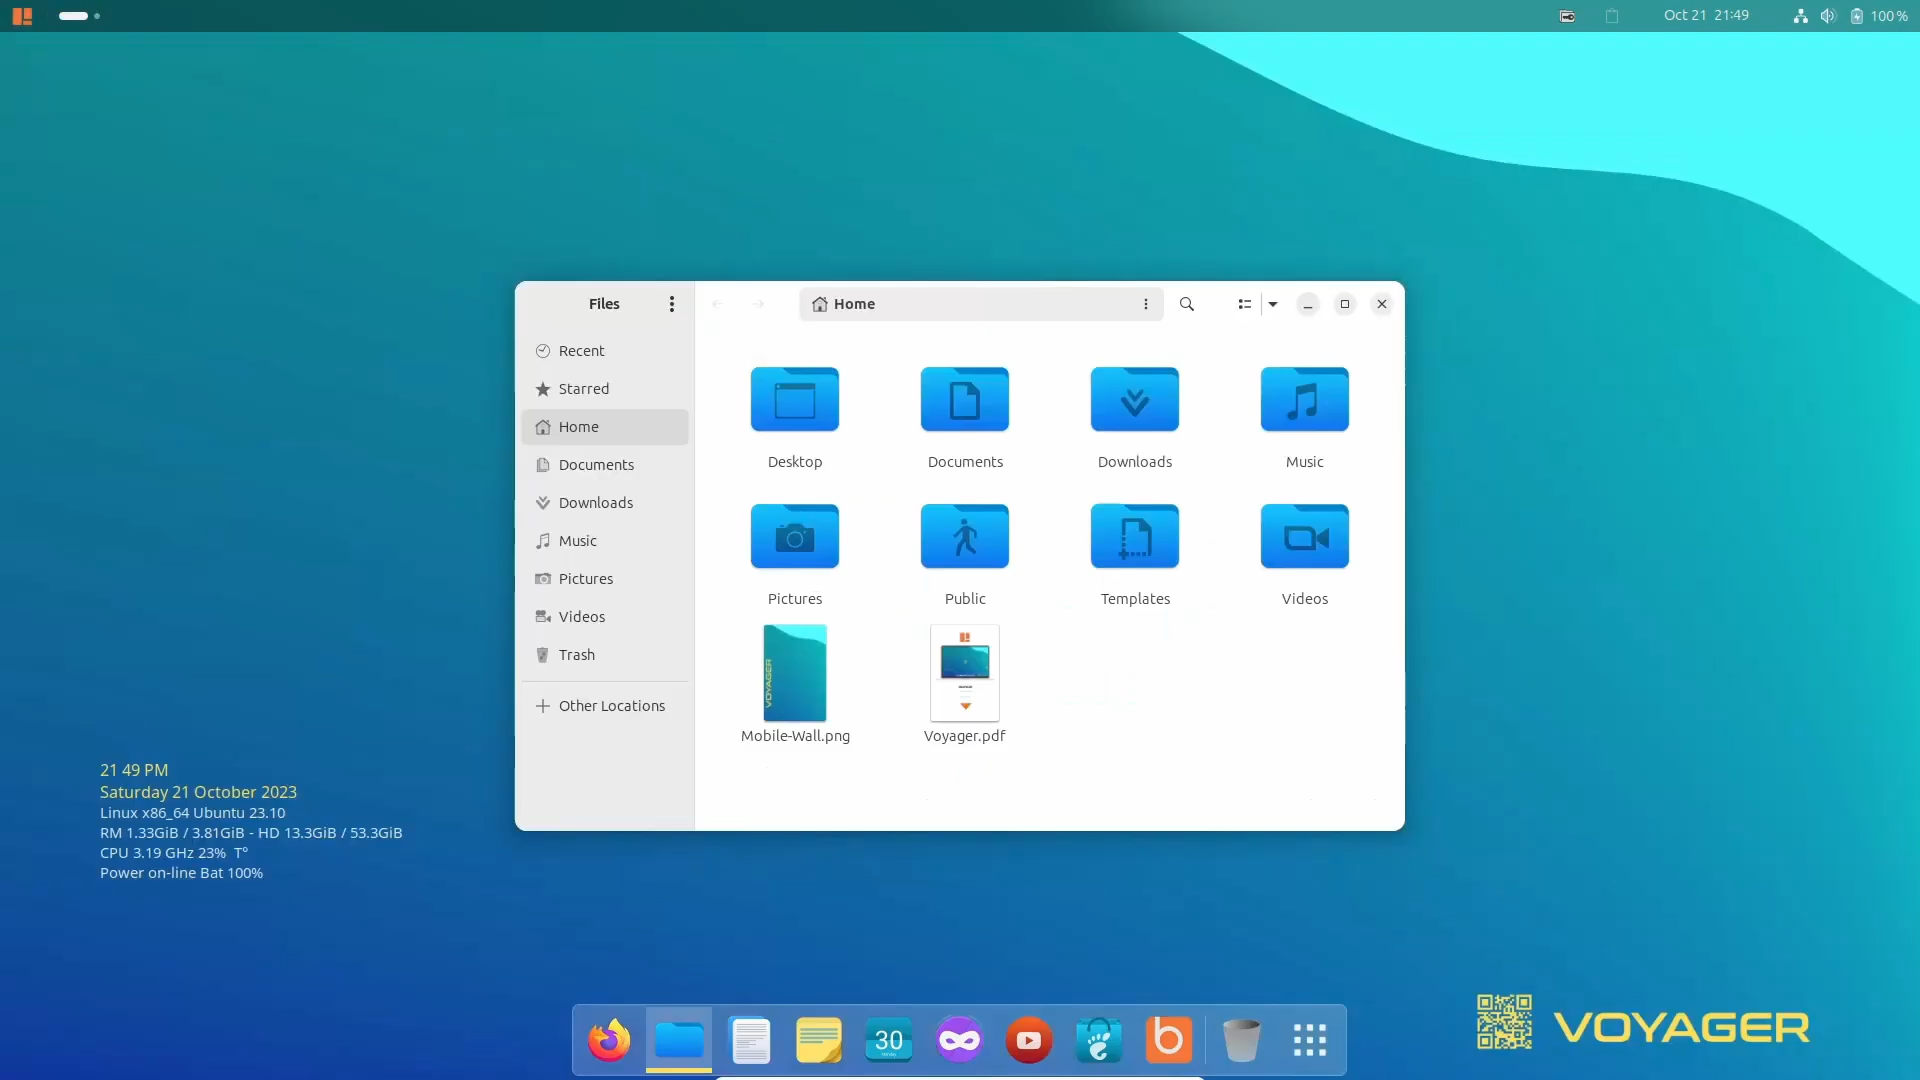 Oct 21 21:49
100 %
Files
Home
Recent
Starred
Home
Documents
Downloads
Music
Pictures
Videos
Trash
Other Locations
Desktop
Documents
Downloads
Music
Pictures
Public
Templates
Videos
VOYAGER
Mobile-Wall.png
Voyager.pdf
21 49 PM
Saturday 21 October 2023
Linux x86_64 Ubuntu 23.10
RM 1.33GiB / 3.81GiB - HD 13.3GiB / 53.3GiB
CPU 3.19 GHz 23% T°
Power on-line Bat 100%
30
b
VOYAGER